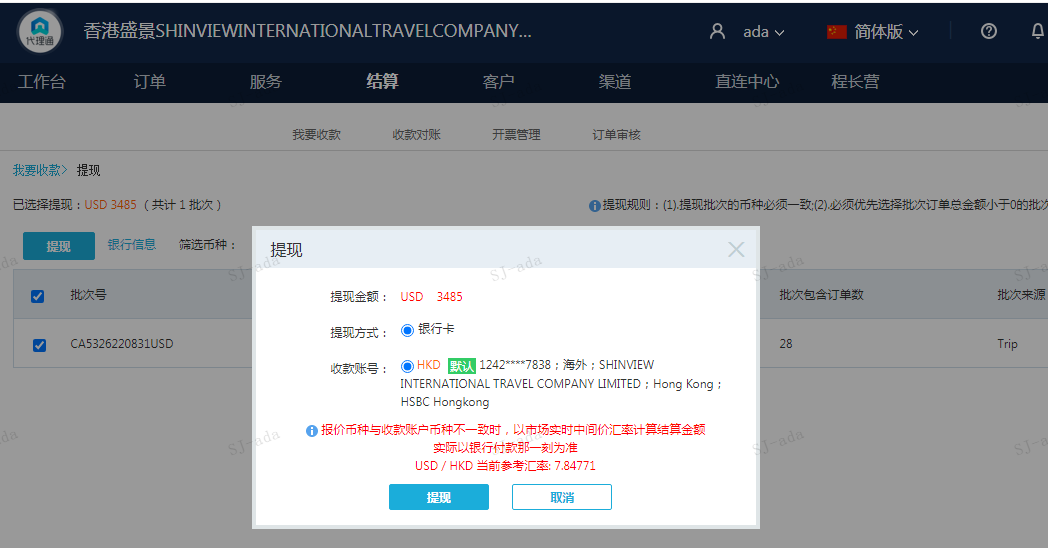 代理通
香港盛景SHINVIEWINTERNATIONALTRAVELCOMPANY...
ada
简体版
工作台 订单 服务 结算 客户 渠道 直连中心 程长营
我要收款 收款对账 开票管理 订单审核
我要收款> 提现
已选择提现：USD 3485 （共计 1 批次）
提现规则：(1).提现批次的币种必须一致;(2).必须优先选择批次订单总金额小于0的批次
提现 银行信息 筛选币种：
批次号 批次包含订单数 批次来源
CA5326220831USD 28 Trip
提现
提现金额： USD 3485
提现方式： 银行卡
收款账号： HKD 默认 1242****7838；海外；SHINVIEW
INTERNATIONAL TRAVEL COMPANY LIMITED；Hong Kong；
HSBC Hongkong
报价币种与收款账户币种不一致时，以市场实时中间价汇率计算结算金额
实际以银行付款那一刻为准
USD / HKD 当前参考汇率: 7.84771
提现 取消
SJ-ada
SJ-ada
SJ-ada
SJ-ada
SJ-ada
SJ-ada